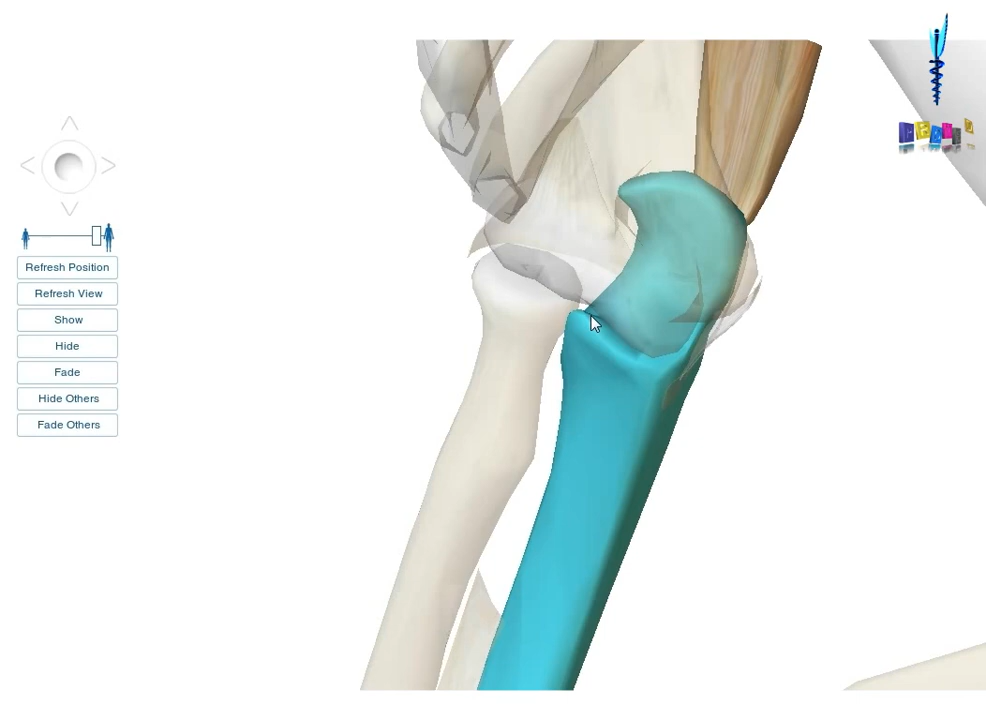 Refresh Position
Refresh View
Show
Hide
Fade
Hide Others
Fade Others